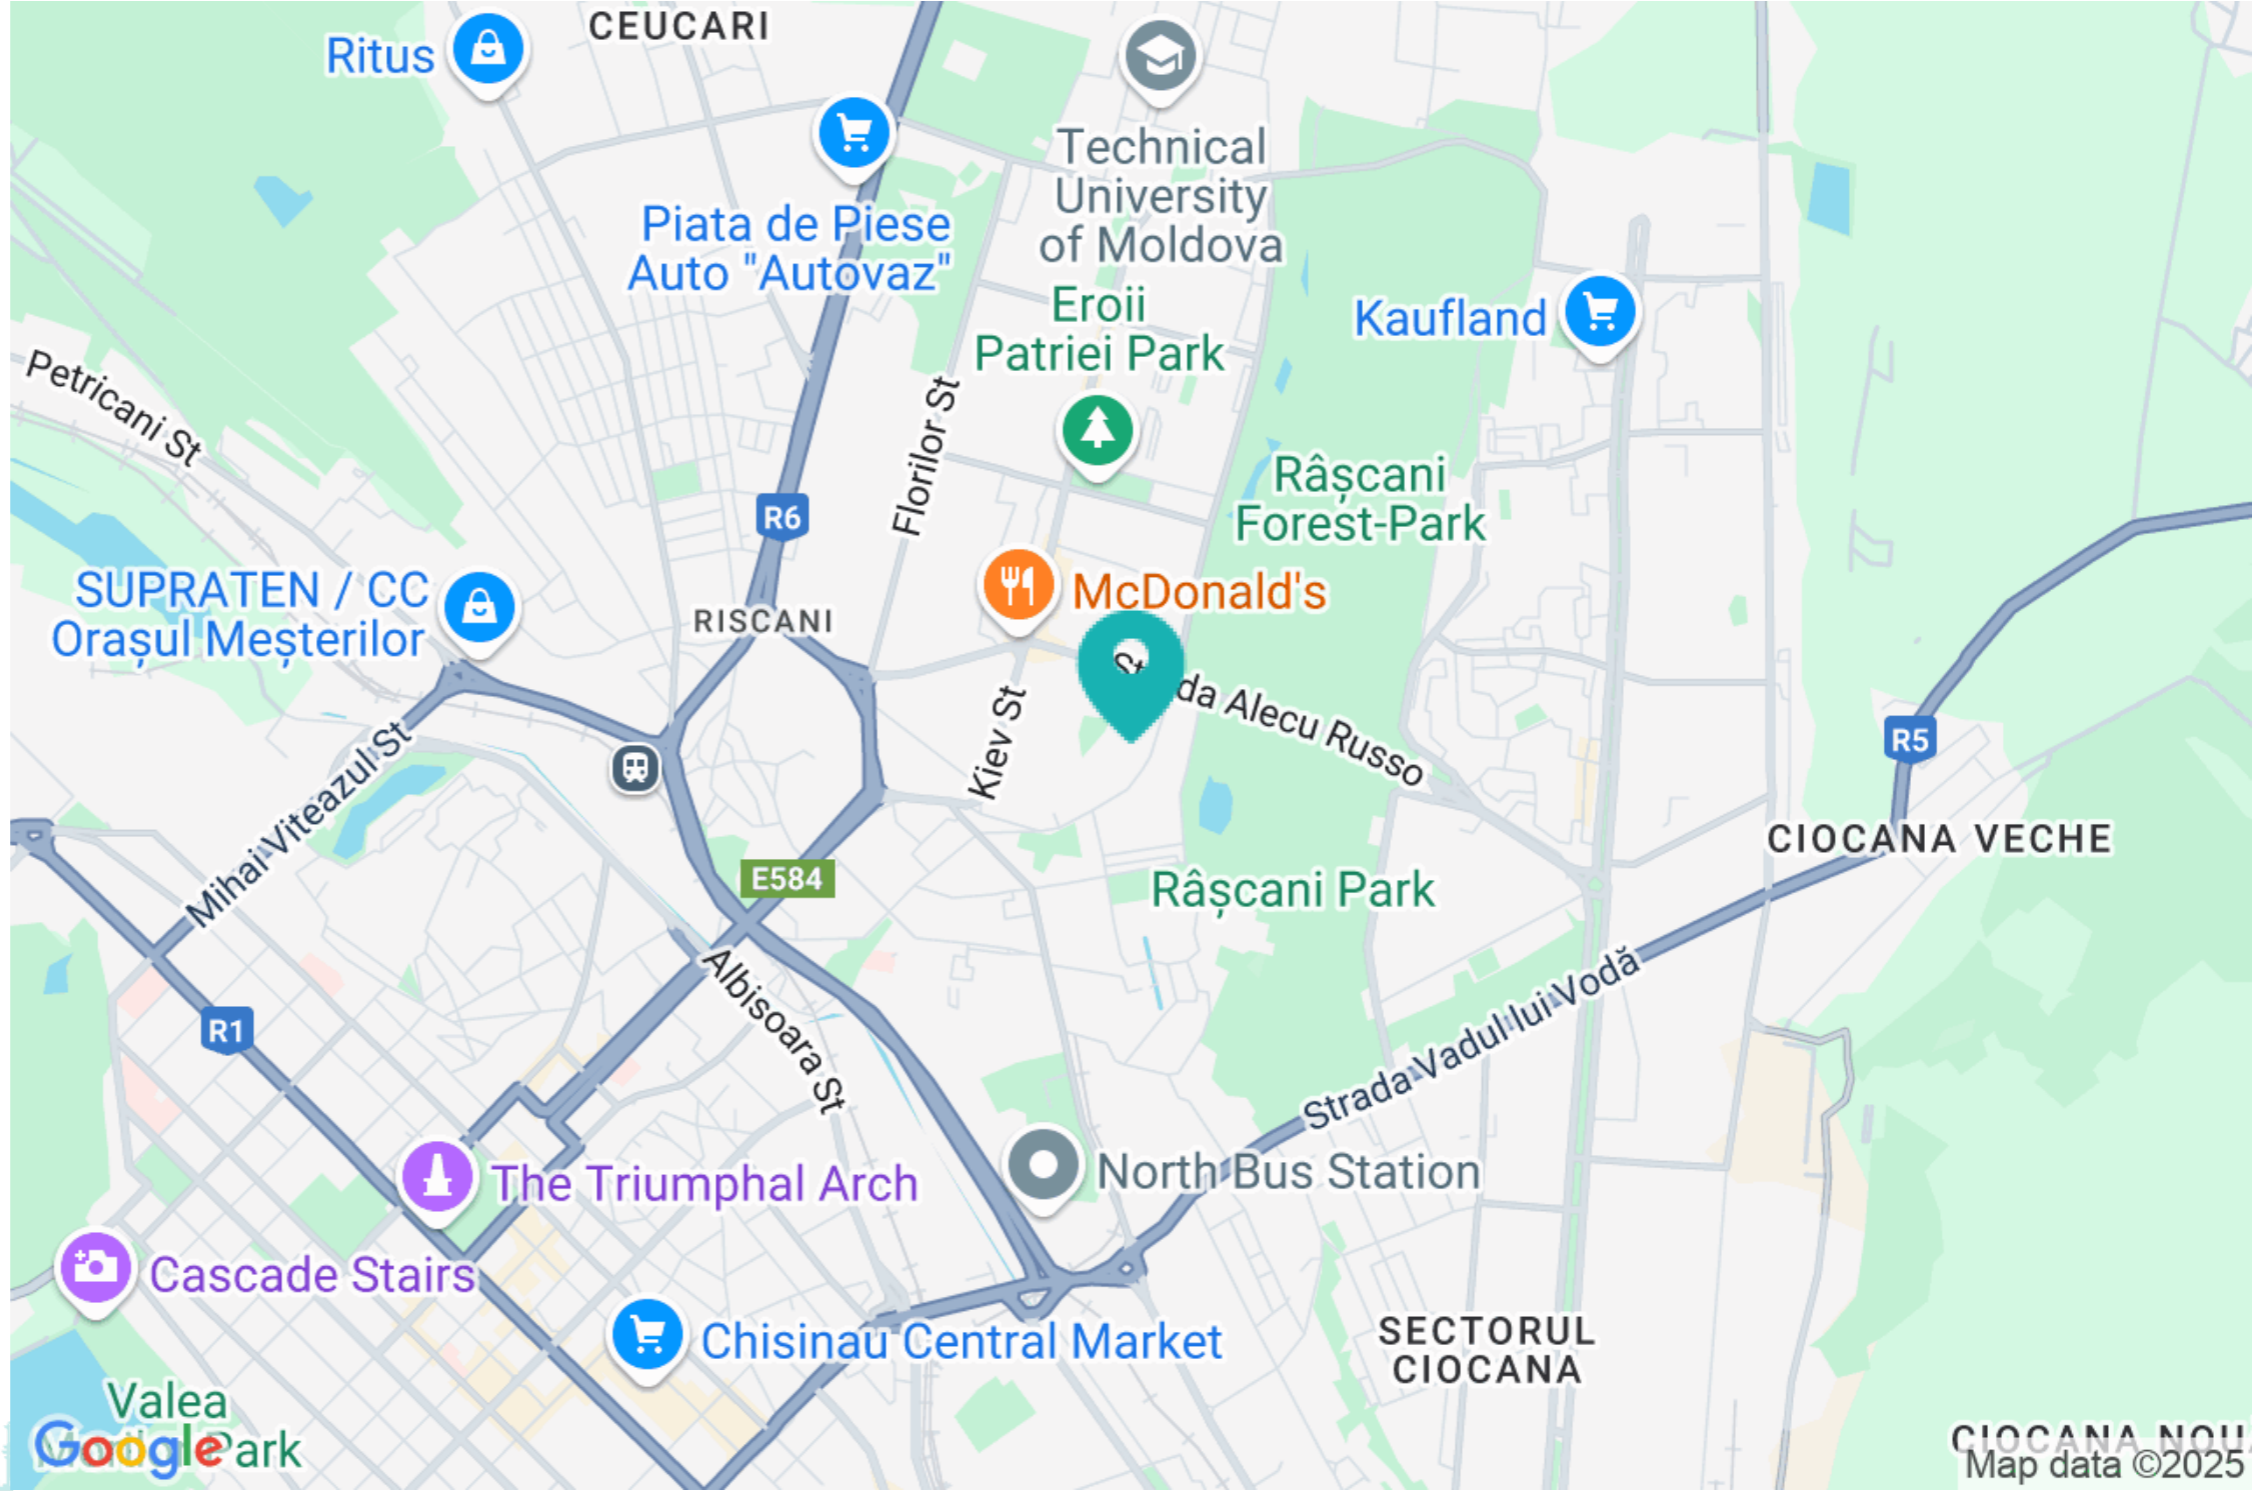 CEUCARI
Ritus
Technical
University
of Moldova
Piata de Piese
Auto "Autovaz"
Eroii
Patriei Park
Kaufland
Petricani St
Florilor St
Râșcani
Forest-Park
R6
SUPRATEN / CC
Orașul Meșterilor
McDonald's
RISCANI
Alecu Russo
Kiev St
R5
Mihai Viteazul St
CIOCANA VECHE
E584
Râșcani Park
Albisoara St
Strada Vadul lui Vodă
R1
The Triumphal Arch
North Bus Station
Cascade Stairs
Chisinau Central Market
SECTORUL
CIOCANA
Valea
Park
Google
CIOCANA
Map data ©2025